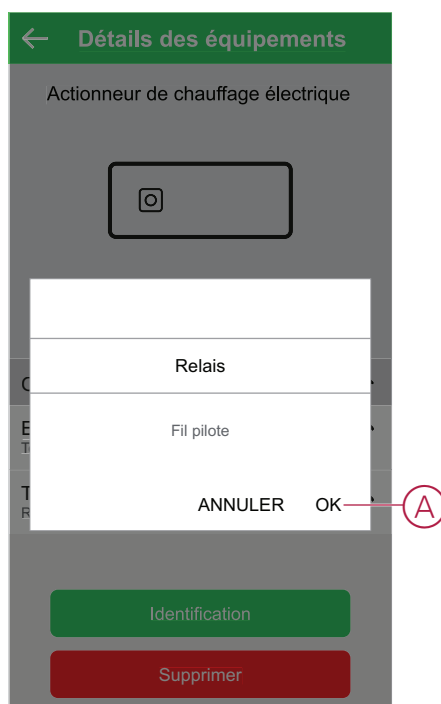 Détails des équipements
Actionneur de chauffage électrique
Relais
C
E
Fil pilote
T
ANNULER OK
A
R
Identification
Supprimer